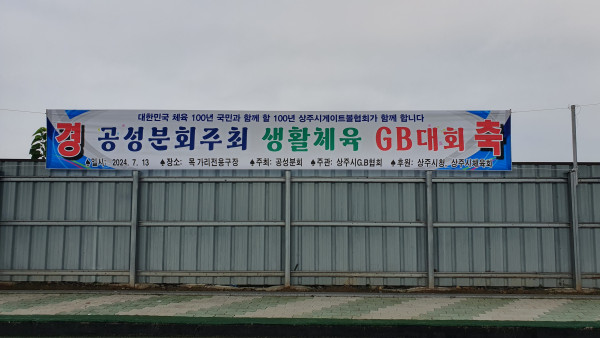 대한민국 체육 100년 국민과 함께 할 100년 상주시게이트볼협회가 함께 합니다
경 공성분회주최 생활체육 GB대회 축
♠일시: 2024. 7. 13 ♠장소: 목가리전용구장 ♠주최: 공성분회 ♠주관: 상주시G.B협회 ♠후원: 상주시청. 상주시체육회